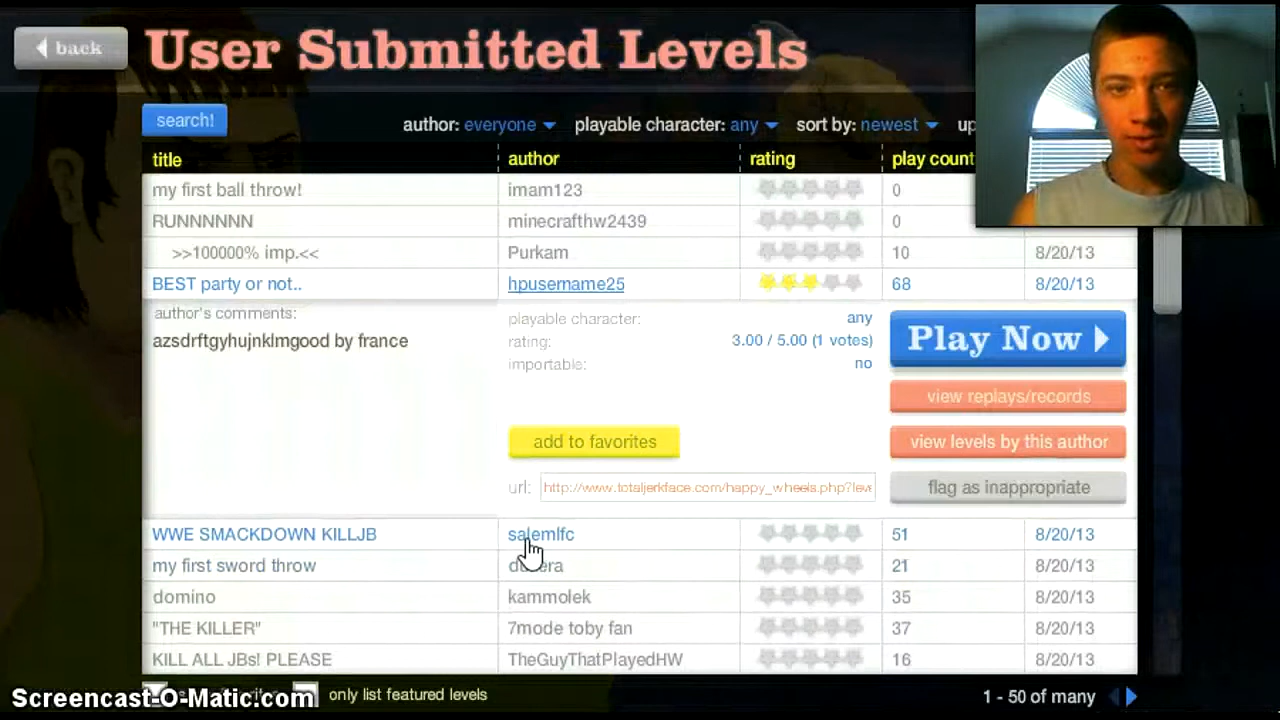 back
User Submitted Levels
search!
author: everyone
playable character: any
sort by: newest
up
title author rating play count
my first ball throw! imam123 0
RUNNNNNN minecrafthw2439 0
>>100000% imp.<< Purkam 10 8/20/13
BEST party or not.. hpusername25 68 8/20/13
author's comments:
azsdrftgyhujnklmgood by france
playable character: any
rating: 3.00 / 5.00 (1 votes)
importable: no
add to favorites
url: http://www.totaljerkface.com/happy_wheels.php?leve
Play Now
view replays/records
view levels by this author
flag as inappropriate
WWE SMACKDOWN KILLJB salemlfc 51 8/20/13
my first sword throw 21 8/20/13
domino kammolek 35 8/20/13
"THE KILLER" 7mode toby fan 37 8/20/13
KILL ALL JBs! PLEASE TheGuyThatPlayedHW 16 8/20/13
Screencast-O-Matic.com
only list featured levels
1 - 50 of many